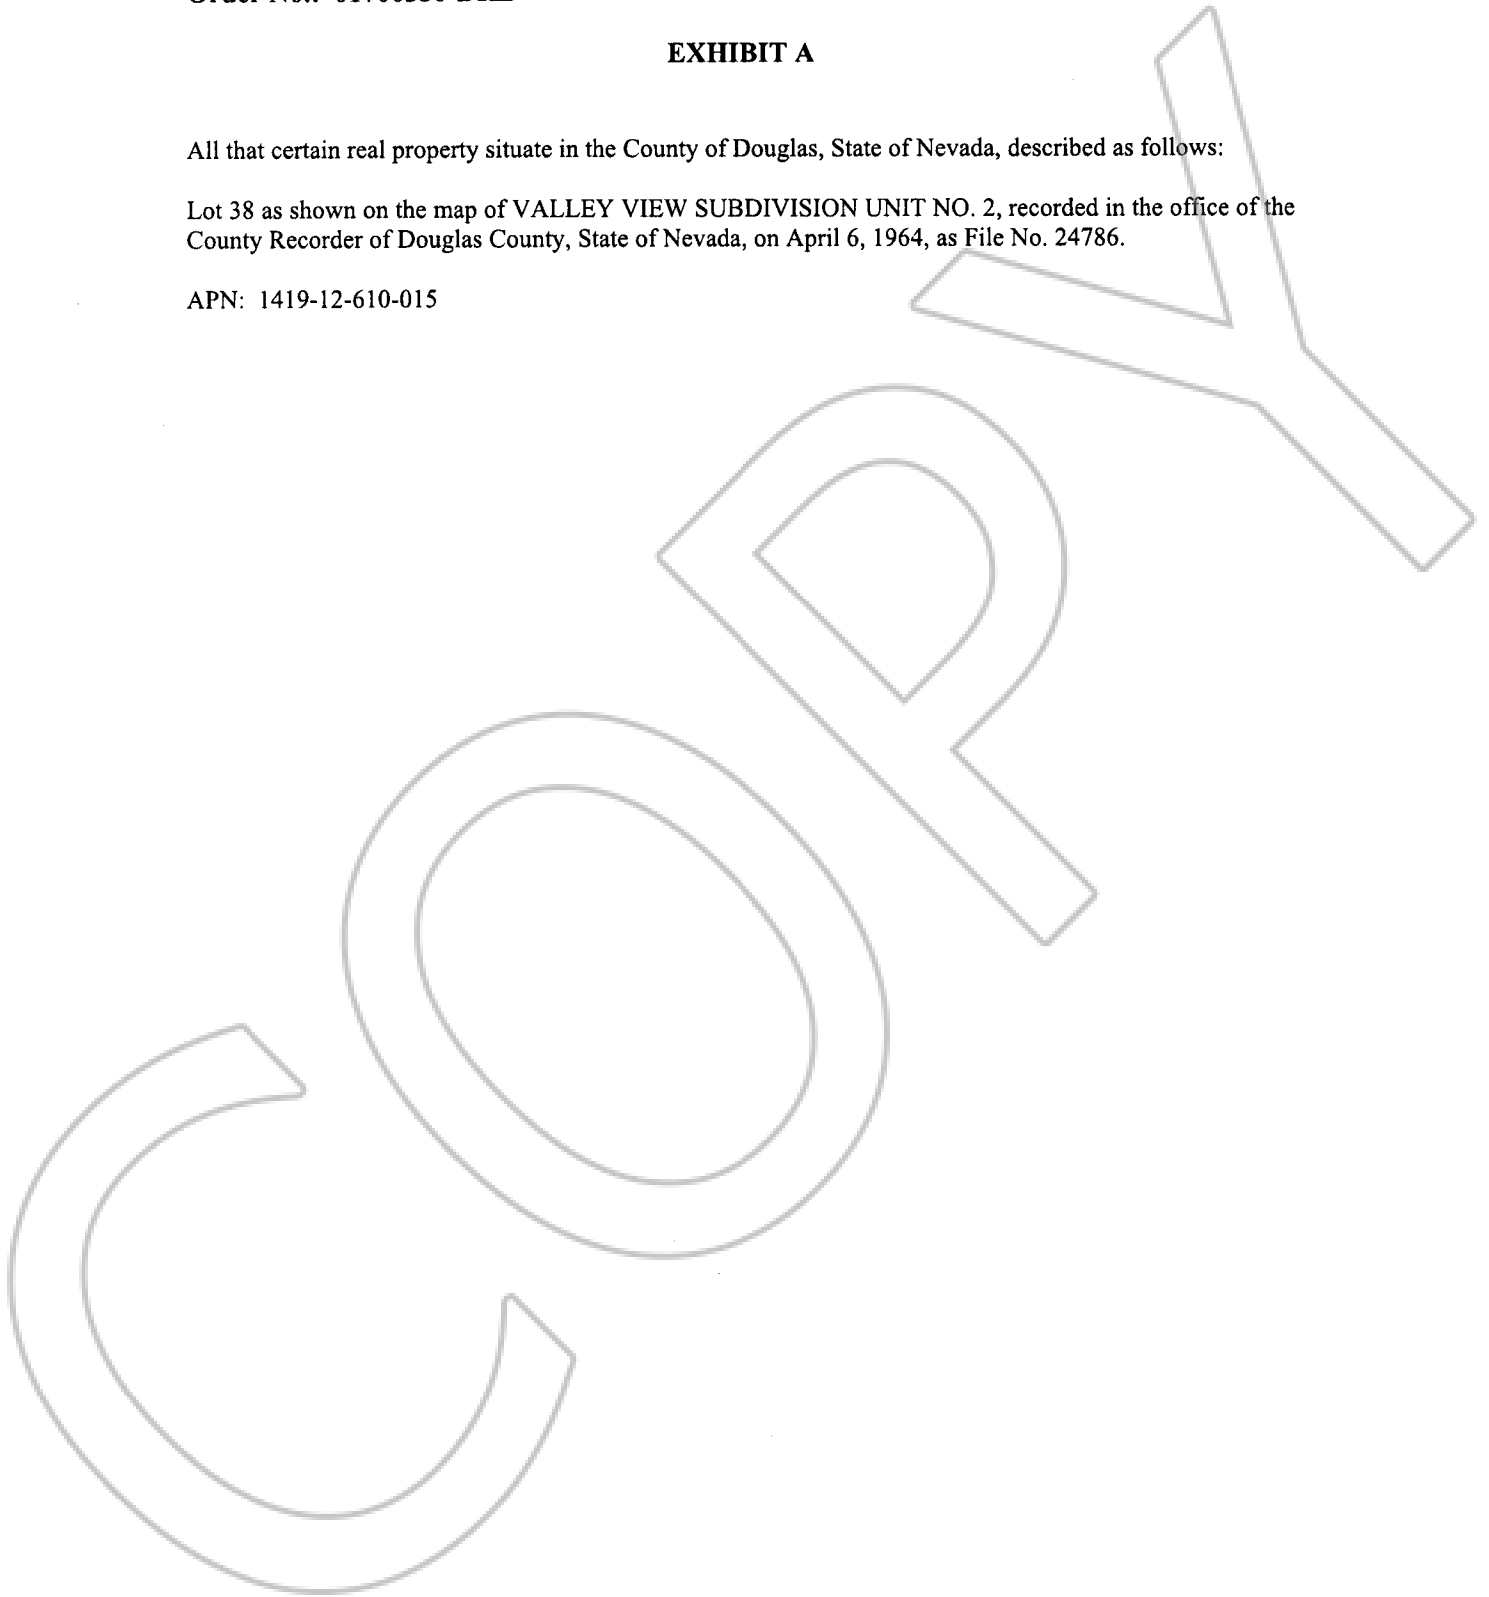 EXHIBIT A
All that certain real property situate in the County of Douglas, State of Nevada, described as follows:
Lot 38 as shown on the map of VALLEY VIEW SUBDIVISION UNIT NO. 2, recorded in the office of the
County Recorder of Douglas County, State of Nevada, on April 6, 1964, as File No. 24786.
APN: 1419-12-610-015
COPY